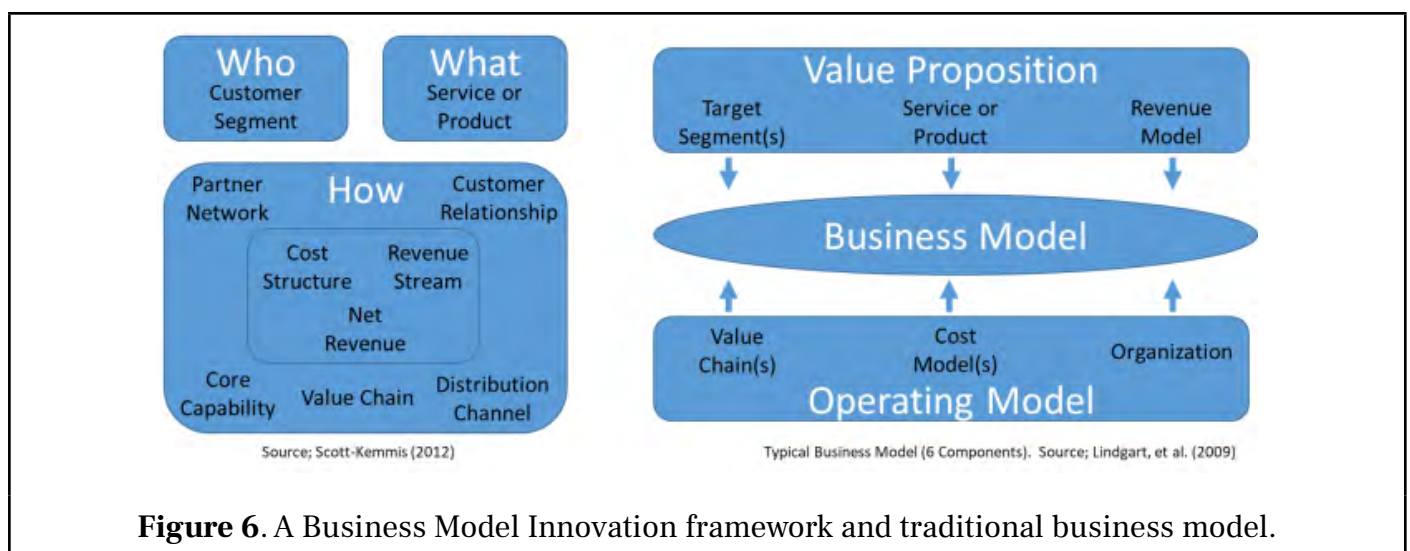 Who
Customer
Segment
What
Service or
Product
How
Partner
Network
Customer
Relationship
Cost
Structure
Revenue
Stream
Net
Revenue
Core
Capability
Value Chain
Distribution
Channel
Source; Scott-Kemmis (2012)
Value Proposition
Target
Segment(s)
Service or
Product
Revenue
Model
Business Model
Value
Chain(s)
Cost
Model(s)
Organization
Operating Model
Typical Business Model (6 Components). Source; Lindgart, et al. (2009)
Figure 6. A Business Model Innovation framework and traditional business model.